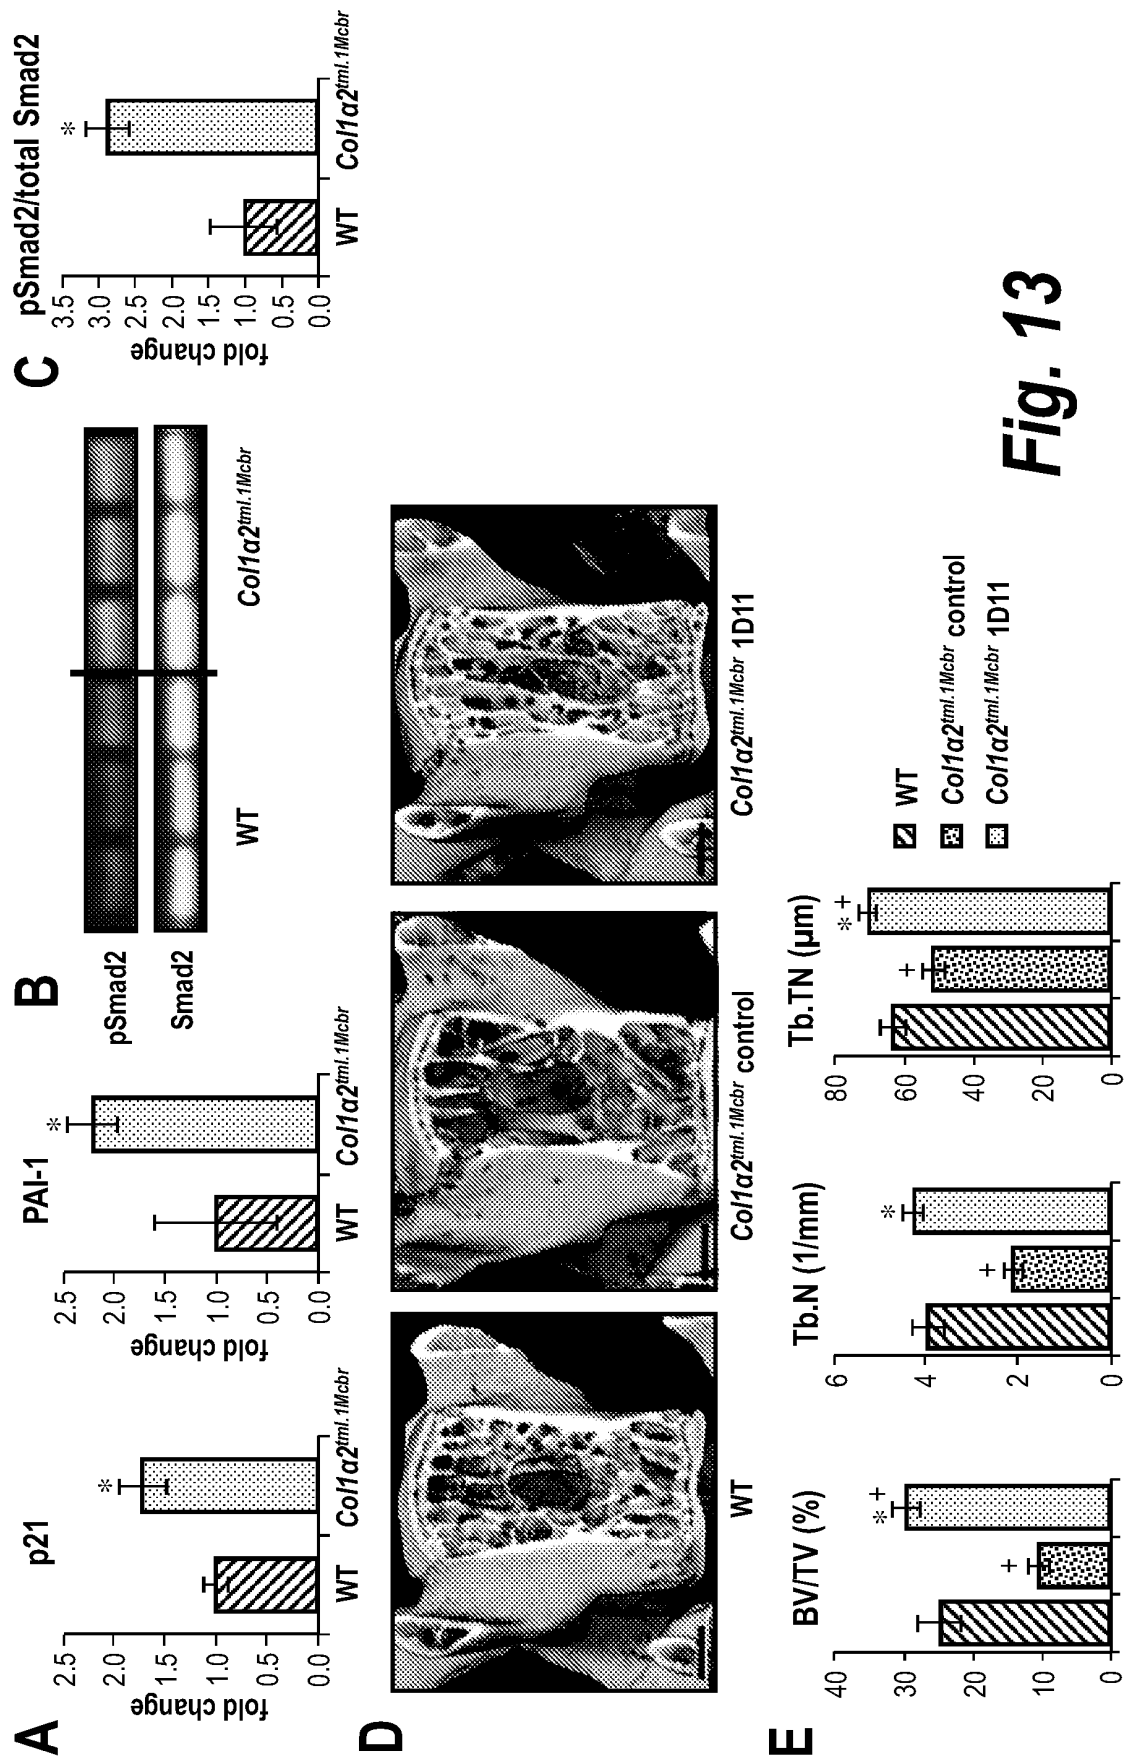 A
p21
fold change
2.5
2.0
1.5
1.0
0.5
0.0
WT
Col1α2tml.1Mcbr
PAI-1
fold change
2.5
2.0
1.5
1.0
0.5
0.0
*
*
WT
Col1α2tml.1Mcbr
B
pSmad2
Smad2
WT
Col1α2tml.1Mcbr
C
pSmad2/total Smad2
fold change
3.5
3.0
2.5
2.0
1.5
1.0
0.5
0.0
*
WT
Col1α2tml.1Mcbr
D
WT
Col1α2tml.1Mcbr control
Col1α2tml.1Mcbr 1D11
E
BV/TV (%)
40
30
20
10
0
+
*+
Tb.N (1/mm)
6
4
2
0
+
*
Tb.TN (µm)
80
60
40
20
0
+
*+
WT
Col1α2tml.1Mcbr control
Col1α2tml.1Mcbr 1D11
Fig. 13